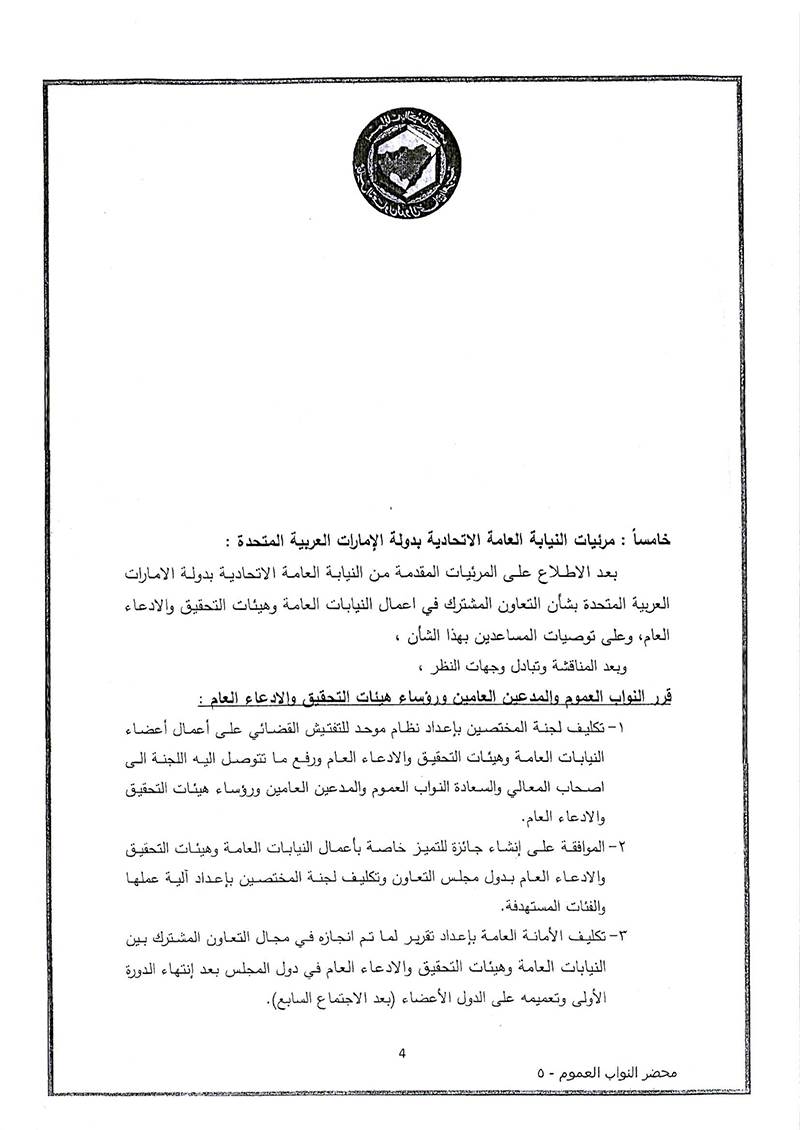 خامساً : مرئيات النيابة العامة الاتحادية بدولة الإمارات العربية المتحدة :
بعد الاطلاع على المرئيات المقدمة من النيابة العامة الاتحادية بدولة الامارات
العربية المتحدة بشأن التعاون المشترك في اعمال النيابات العامة وهيئات التحقيق والادعاء
العام، وعلى توصيات المساعدين بهذا الشأن ،
وبعد المناقشة وتبادل وجهات النظر ،
قرر النواب العموم والمدعين العامين ورؤساء هيئات التحقيق والادعاء العام :
١- تكليف لجنة المختصين بإعداد نظام موحد للتفتيش القضائي على أعمال أعضاء
النيابات العامة وهيئات التحقيق والادعاء العام ورفع ما تتوصل اليه اللجنة الى
اصحاب المعالي والسعادة النواب العموم والمدعين العامين ورؤساء هيئات التحقيق
والادعاء العام.
٢- الموافقة على إنشاء جائزة للتميز خاصة بأعمال النيابات العامة وهيئات التحقيق
والادعاء العام بدول مجلس التعاون وتكليف لجنة المختصين بإعداد آلية عملها
والفئات المستهدفة.
٣- تكليف الأمانة العامة بإعداد تقرير لما تم انجازه في مجال التعاون المشترك بين
النيابات العامة وهيئات التحقيق والادعاء العام في دول المجلس بعد إنتهاء الدورة
الأولى وتعميمه على الدول الأعضاء (بعد الاجتماع السابع).
4
محضر النواب العموم - ٥